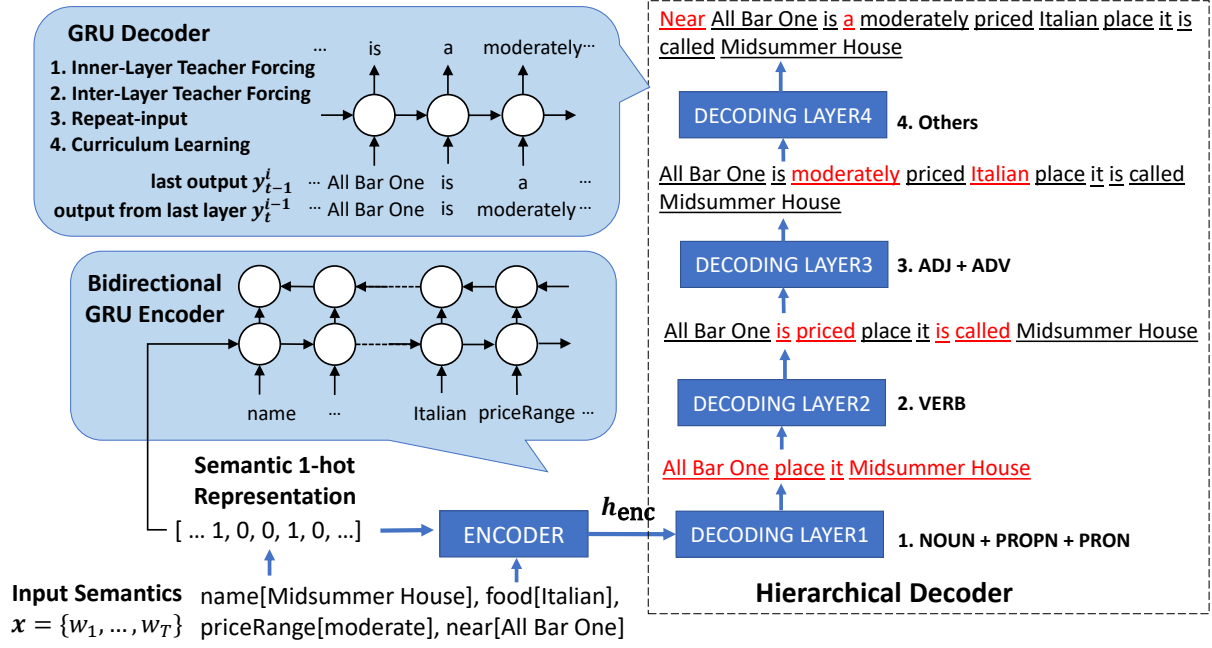 GRU Decoder
1. Inner-Layer Teacher Forcing
2. Inter-Layer Teacher Forcing
3. Repeat-input
4. Curriculum Learning
... is a moderately...
last output y_{t-1}^{i} ... All Bar One is a ...
output from last layer y_{t}^{i-1} ... All Bar One is moderately...
Bidirectional
GRU Encoder
name ... Italian priceRange ...
Semantic 1-hot
Representation
[ ... 1, 0, 0, 1, 0, ...]
ENCODER
h_enc
Input Semantics
x = {w_1, ..., w_T}
name[Midsummer House], food[Italian],
priceRange[moderate], near[All Bar One]
Near All Bar One is a moderately priced Italian place it is
called Midsummer House
DECODING LAYER4
4. Others
All Bar One is moderately priced Italian place it is called
Midsummer House
DECODING LAYER3
3. ADJ + ADV
All Bar One is priced place it is called Midsummer House
DECODING LAYER2
2. VERB
All Bar One place it Midsummer House
DECODING LAYER1
1. NOUN + PROPN + PRON
Hierarchical Decoder